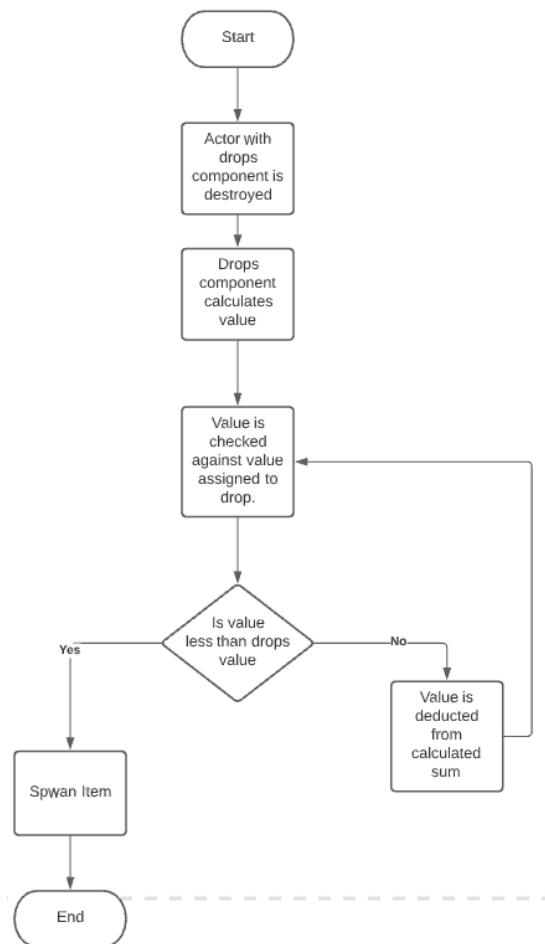 Start
Actor with
drops
component is
destroyed
Drops
component
calculates
value
Value is
checked
against value
assigned to
drop.
Is value
less than drops
value
Yes
No
Value is
deducted
from
calculated
sum
Spwan Item
End